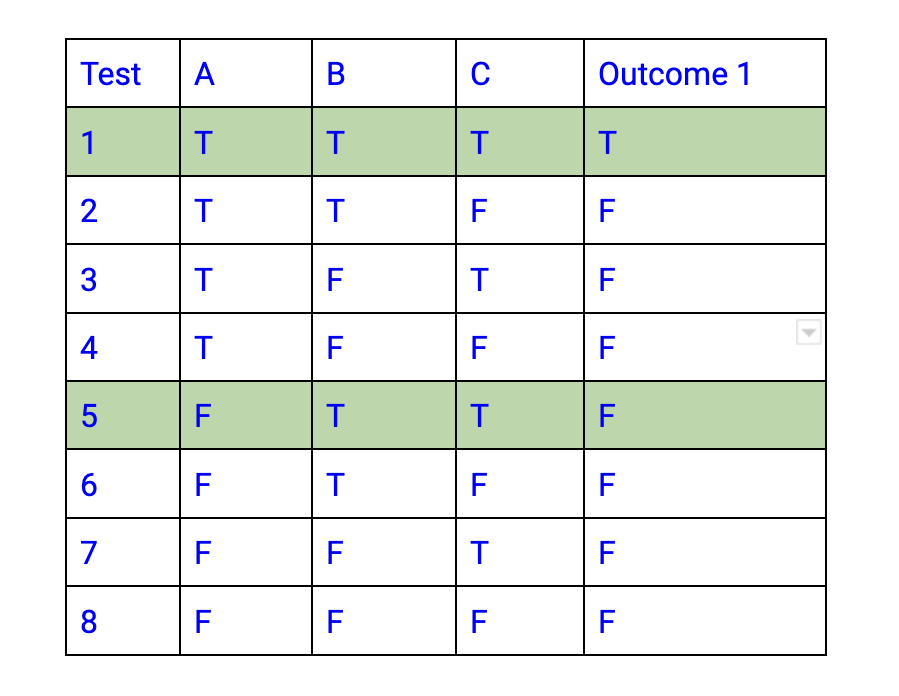 Test A B C Outcome 1
1 T T T T
2 T T F F
3 T F T F
4 T F F F
5 F T T F
6 F T F F
7 F F T F
8 F F F F